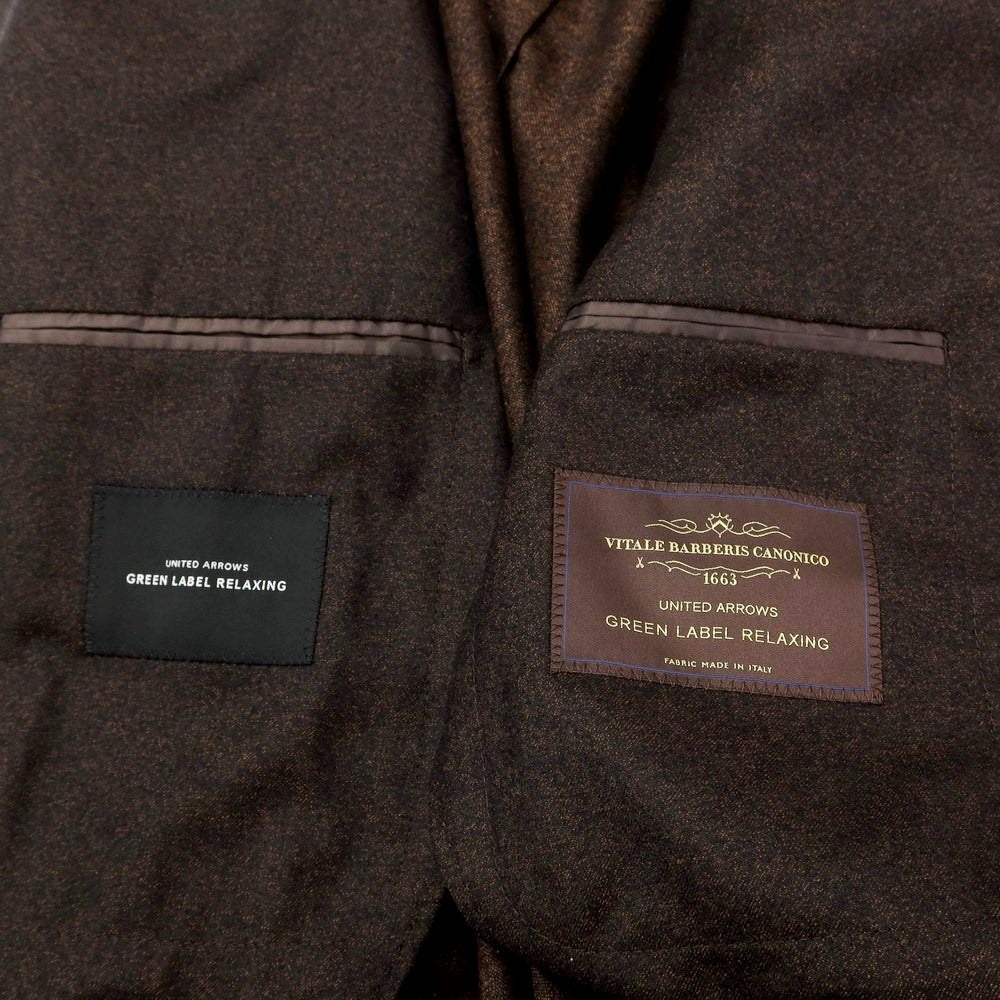 UNITED ARROWS
GREEN LABEL RELAXING
VITALE BARBERIS CANONICO
1663
UNITED ARROWS
GREEN LABEL RELAXING
FABRIC MADE IN ITALY